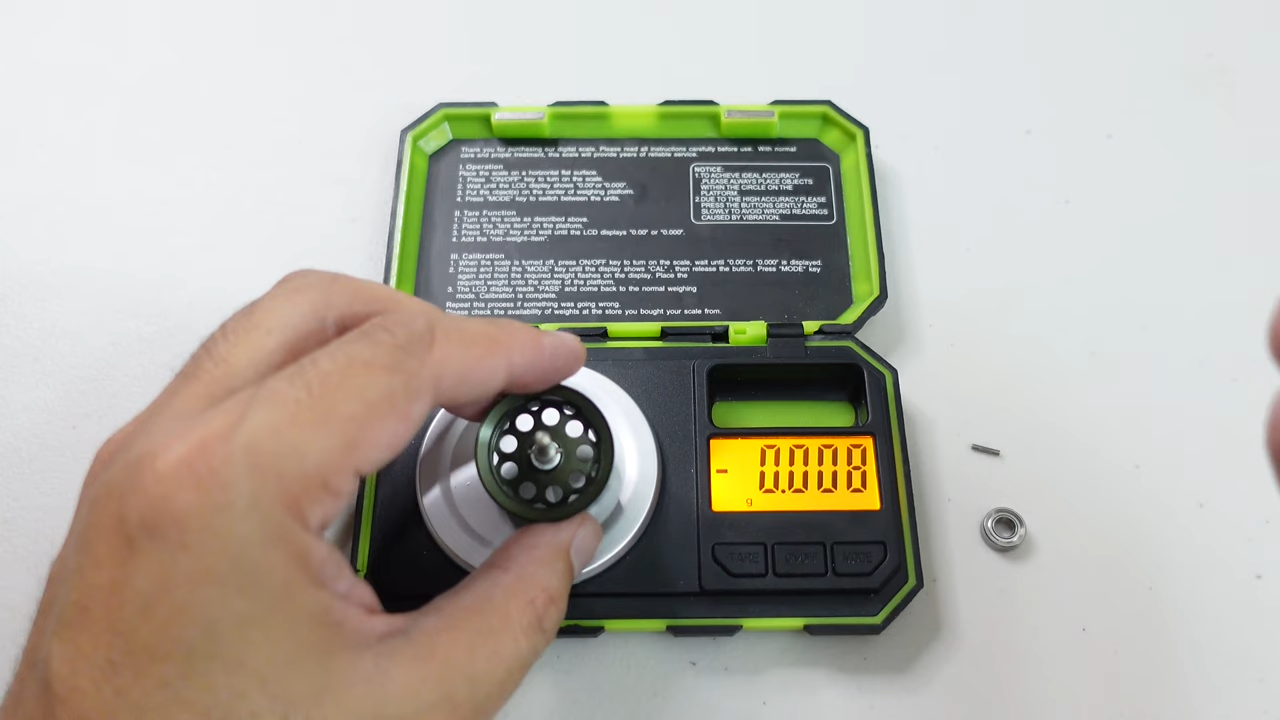 Thank you for purchasing our digital scale. Please read all instructions carefully before use. With normal
care and proper treatment, this scale will provide years of reliable service.
I. Operation
Place the scale on a horizontal flat surface.
1. Press "ON/OFF" key to turn on the scale.
2. Wait until the LCD display shows "0.00"or "0.000".
3. Put the object(s) on the center of weighing platform.
4. Press "MODE" key to switch between the units.
NOTICE:
1.TO ACHIEVE IDEAL ACCURACY
,PLEASE ALWAYS PLACE OBJECTS
WITHIN THE CIRCLE ON THE
PLATFORM.
2.DUE TO THE HIGH ACCURACY,PLEASE
PRESS THE BUTTONS GENTLY AND
SLOWLY TO AVOID WRONG READINGS
CAUSED BY VIBRATION.
II. Tare Function
1. Turn on the scale as described above.
2. Place the "tare item" on the platform.
3. Press "TARE" key and wait until the LCD displays "0.00" or "0.000".
4. Add the "net-weight-item".
III. Calibration
1. When the scale is turned off, press ON/OFF key to turn on the scale, wait until "0.00"or "0.000" is displayed.
2. Press and hold the "MODE" key until the display shows "CAL" , then release the button, Press "MODE" key
again and then the required weight flashes on the display. Place the
required weight onto the center of the platform.
3. The LCD display reads "PASS" and come back to the normal weighing
mode. Calibration is complete.
Repeat this process if something was going wrong.
Please check the availability of weights at the store you bought your scale from.
- 0.008
g
TARE ON/OFF MODE